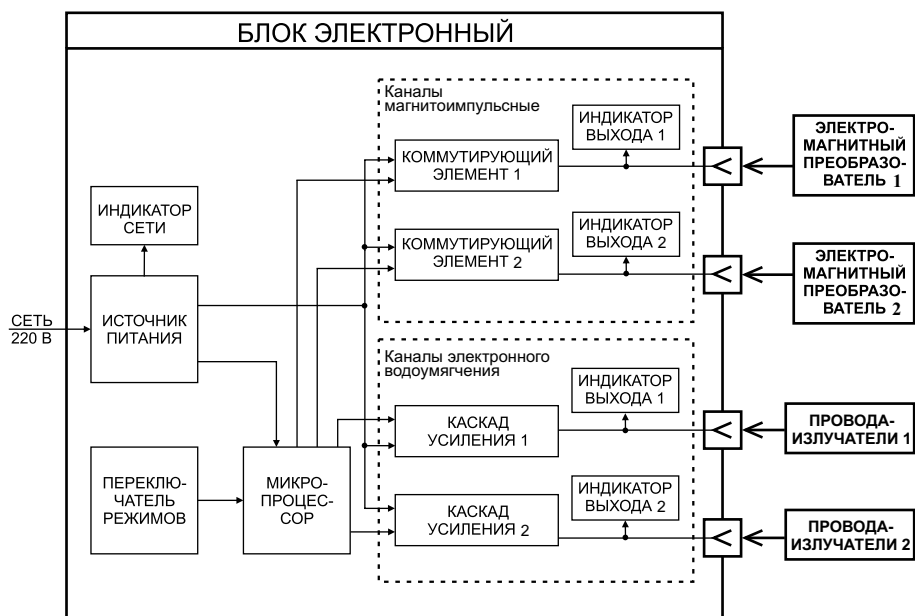 БЛОК ЭЛЕКТРОННЫЙ
Каналы
магнитоимпульсные
ИНДИКАТОР
ВЫХОДА 1
КОММУТИРУЮЩИЙ
ЭЛЕМЕНТ 1
ЭЛЕКТРО-
МАГНИТНЫЙ
ПРЕОБРАЗО-
ВАТЕЛЬ 1
ИНДИКАТОР
СЕТИ
ИНДИКАТОР
ВЫХОДА 2
КОММУТИРУЮЩИЙ
ЭЛЕМЕНТ 2
ЭЛЕКТРО-
МАГНИТНЫЙ
ПРЕОБРАЗО-
ВАТЕЛЬ 2
СЕТЬ
220 В
ИСТОЧНИК
ПИТАНИЯ
Каналы электронного
водоумягчения
ИНДИКАТОР
ВЫХОДА 1
КАСКАД
УСИЛЕНИЯ 1
ПРОВОДА-
ИЗЛУЧАТЕЛИ 1
ПЕРЕКЛЮ-
ЧАТЕЛЬ
РЕЖИМОВ
МИКРО-
ПРОЦЕС-
СОР
ИНДИКАТОР
ВЫХОДА 2
КАСКАД
УСИЛЕНИЯ 2
ПРОВОДА-
ИЗЛУЧАТЕЛИ 2